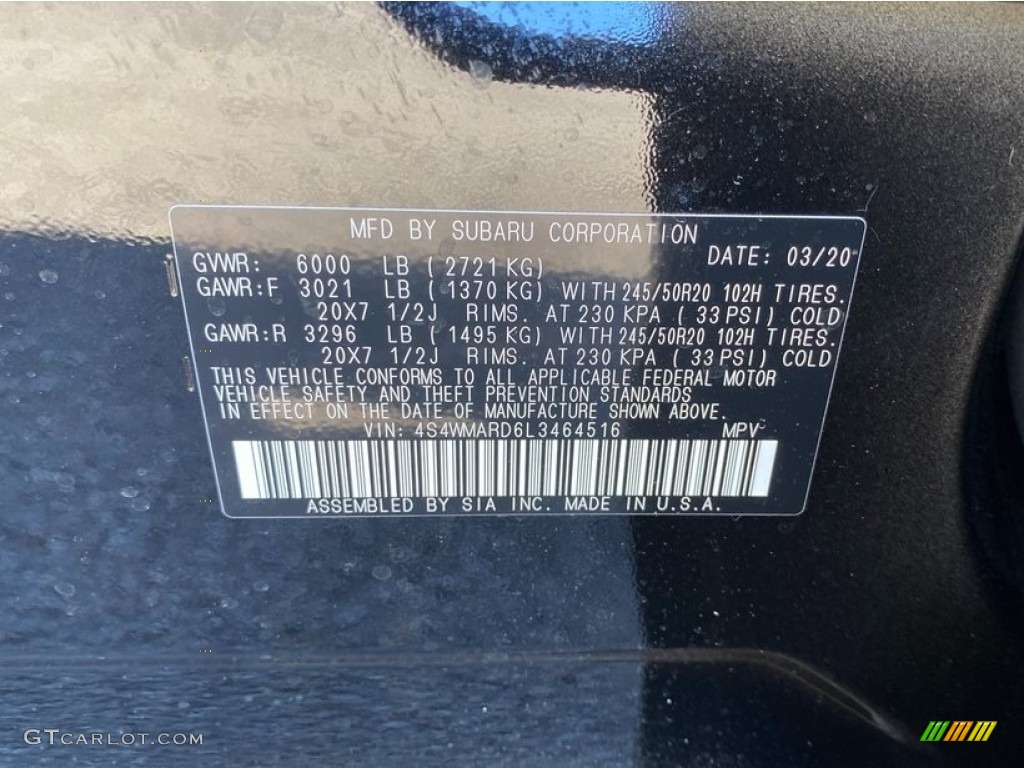 MFD BY SUBARU CORPORATION
DATE: 03/20
GVWR: 6000 LB (2721KG)
GAWR:F 3021 LB (1370 KG) WITH 245/50R20 102H TIRES.
20X7 1/2J RIMS. AT 230 KPA (33 PSI) COLD
GAWR:R 3296 LB (1495 KG) WITH 245/50R20 102H TIRES.
20X7 1/2J RIMS. AT 230 KPA (33 PSI) COLD
THIS VEHICLE CONFORMS TO ALL APPLICABLE FEDERAL MOTOR
VEHICLE SAFETY AND THEFT PREVENTION STANDARDS
IN EFFECT ON THE DATE OF MANUFACTURE SHOWN ABOVE.
VIN: 4S4WMARD6L3464516 MPV
ASSEMBLED BY SIA INC. MADE IN U.S.A.
GTCARLOT.COM